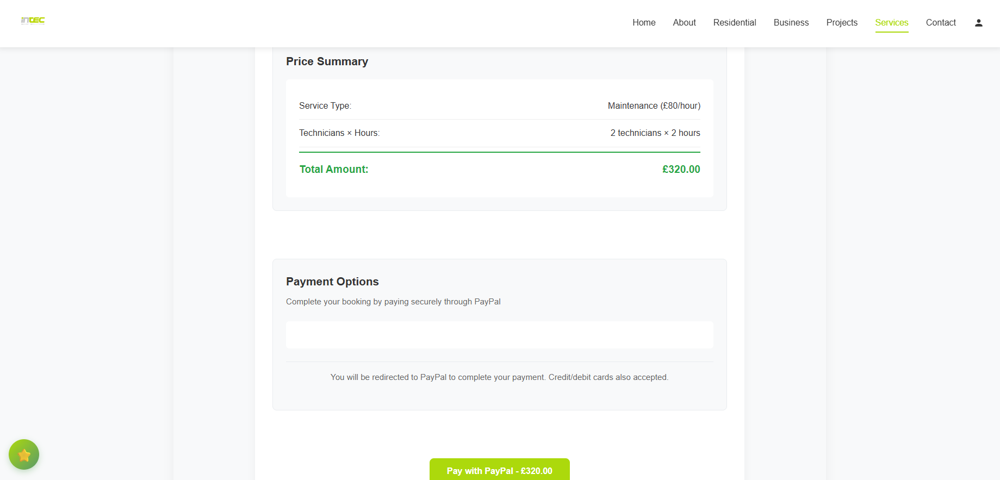 inTEC
Home About Residential Business Projects Services Contact
Price Summary
Service Type: Maintenance (£80/hour)
Technicians × Hours: 2 technicians × 2 hours
Total Amount: £320.00
Payment Options
Complete your booking by paying securely through PayPal
You will be redirected to PayPal to complete your payment. Credit/debit cards also accepted.
Pay with PayPal - £320.00